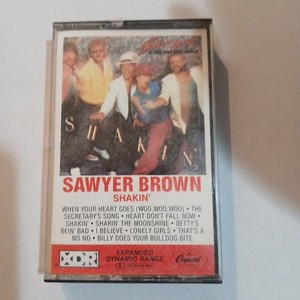 SHAKIN'
SAWYER BROWN
SHAKIN'
WHEN YOUR HEART GOES (WOO, WOO, WOO) • THE
SECRETARY'S SONG • HEART DON'T FALL NOW •
SHAKIN' • SHARIN' THE MOONSHINE • BETTY'S
BEIN' BAD • I BELIEVE • LONELY GIRLS • THAT'S A
NO NO • BILLY DOES YOUR BULLDOG BITE
XDR
EXPANDED
DYNAMIC RANGE
Capitol